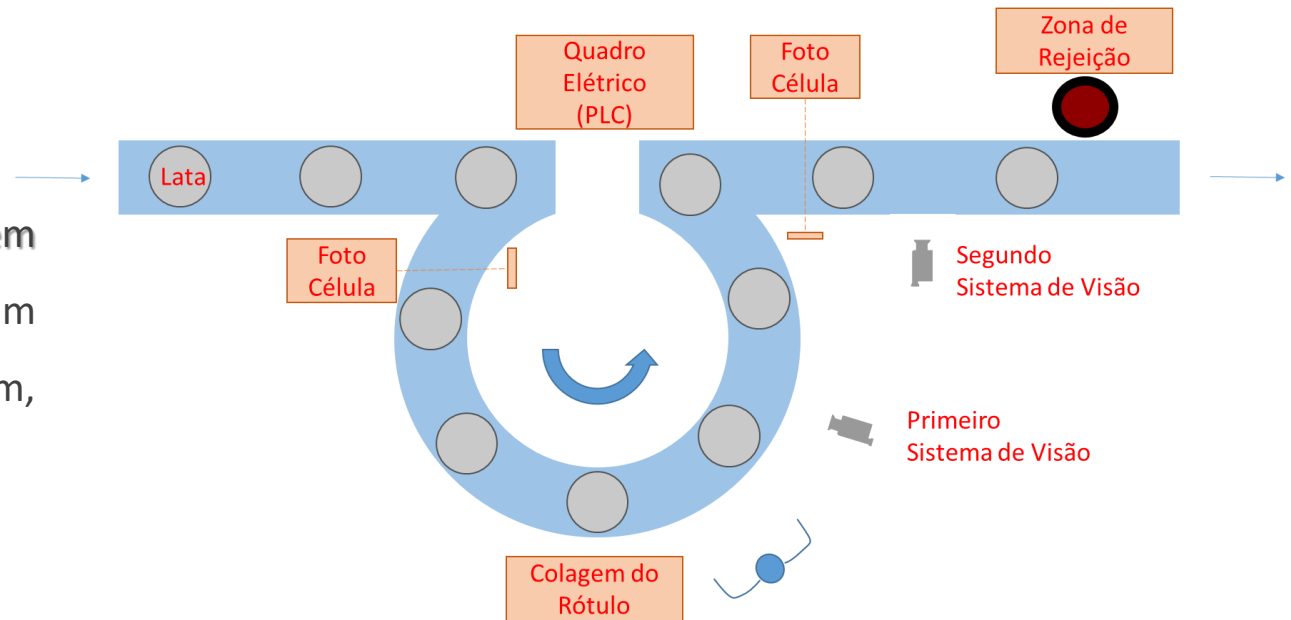 Quadro
Elétrico
(PLC)
Foto
Célula
Zona de
Rejeição
Lata
em
m
m,
Foto
Célula
Segundo
Sistema de Visão
Primeiro
Sistema de Visão
Colagem do
Rótulo